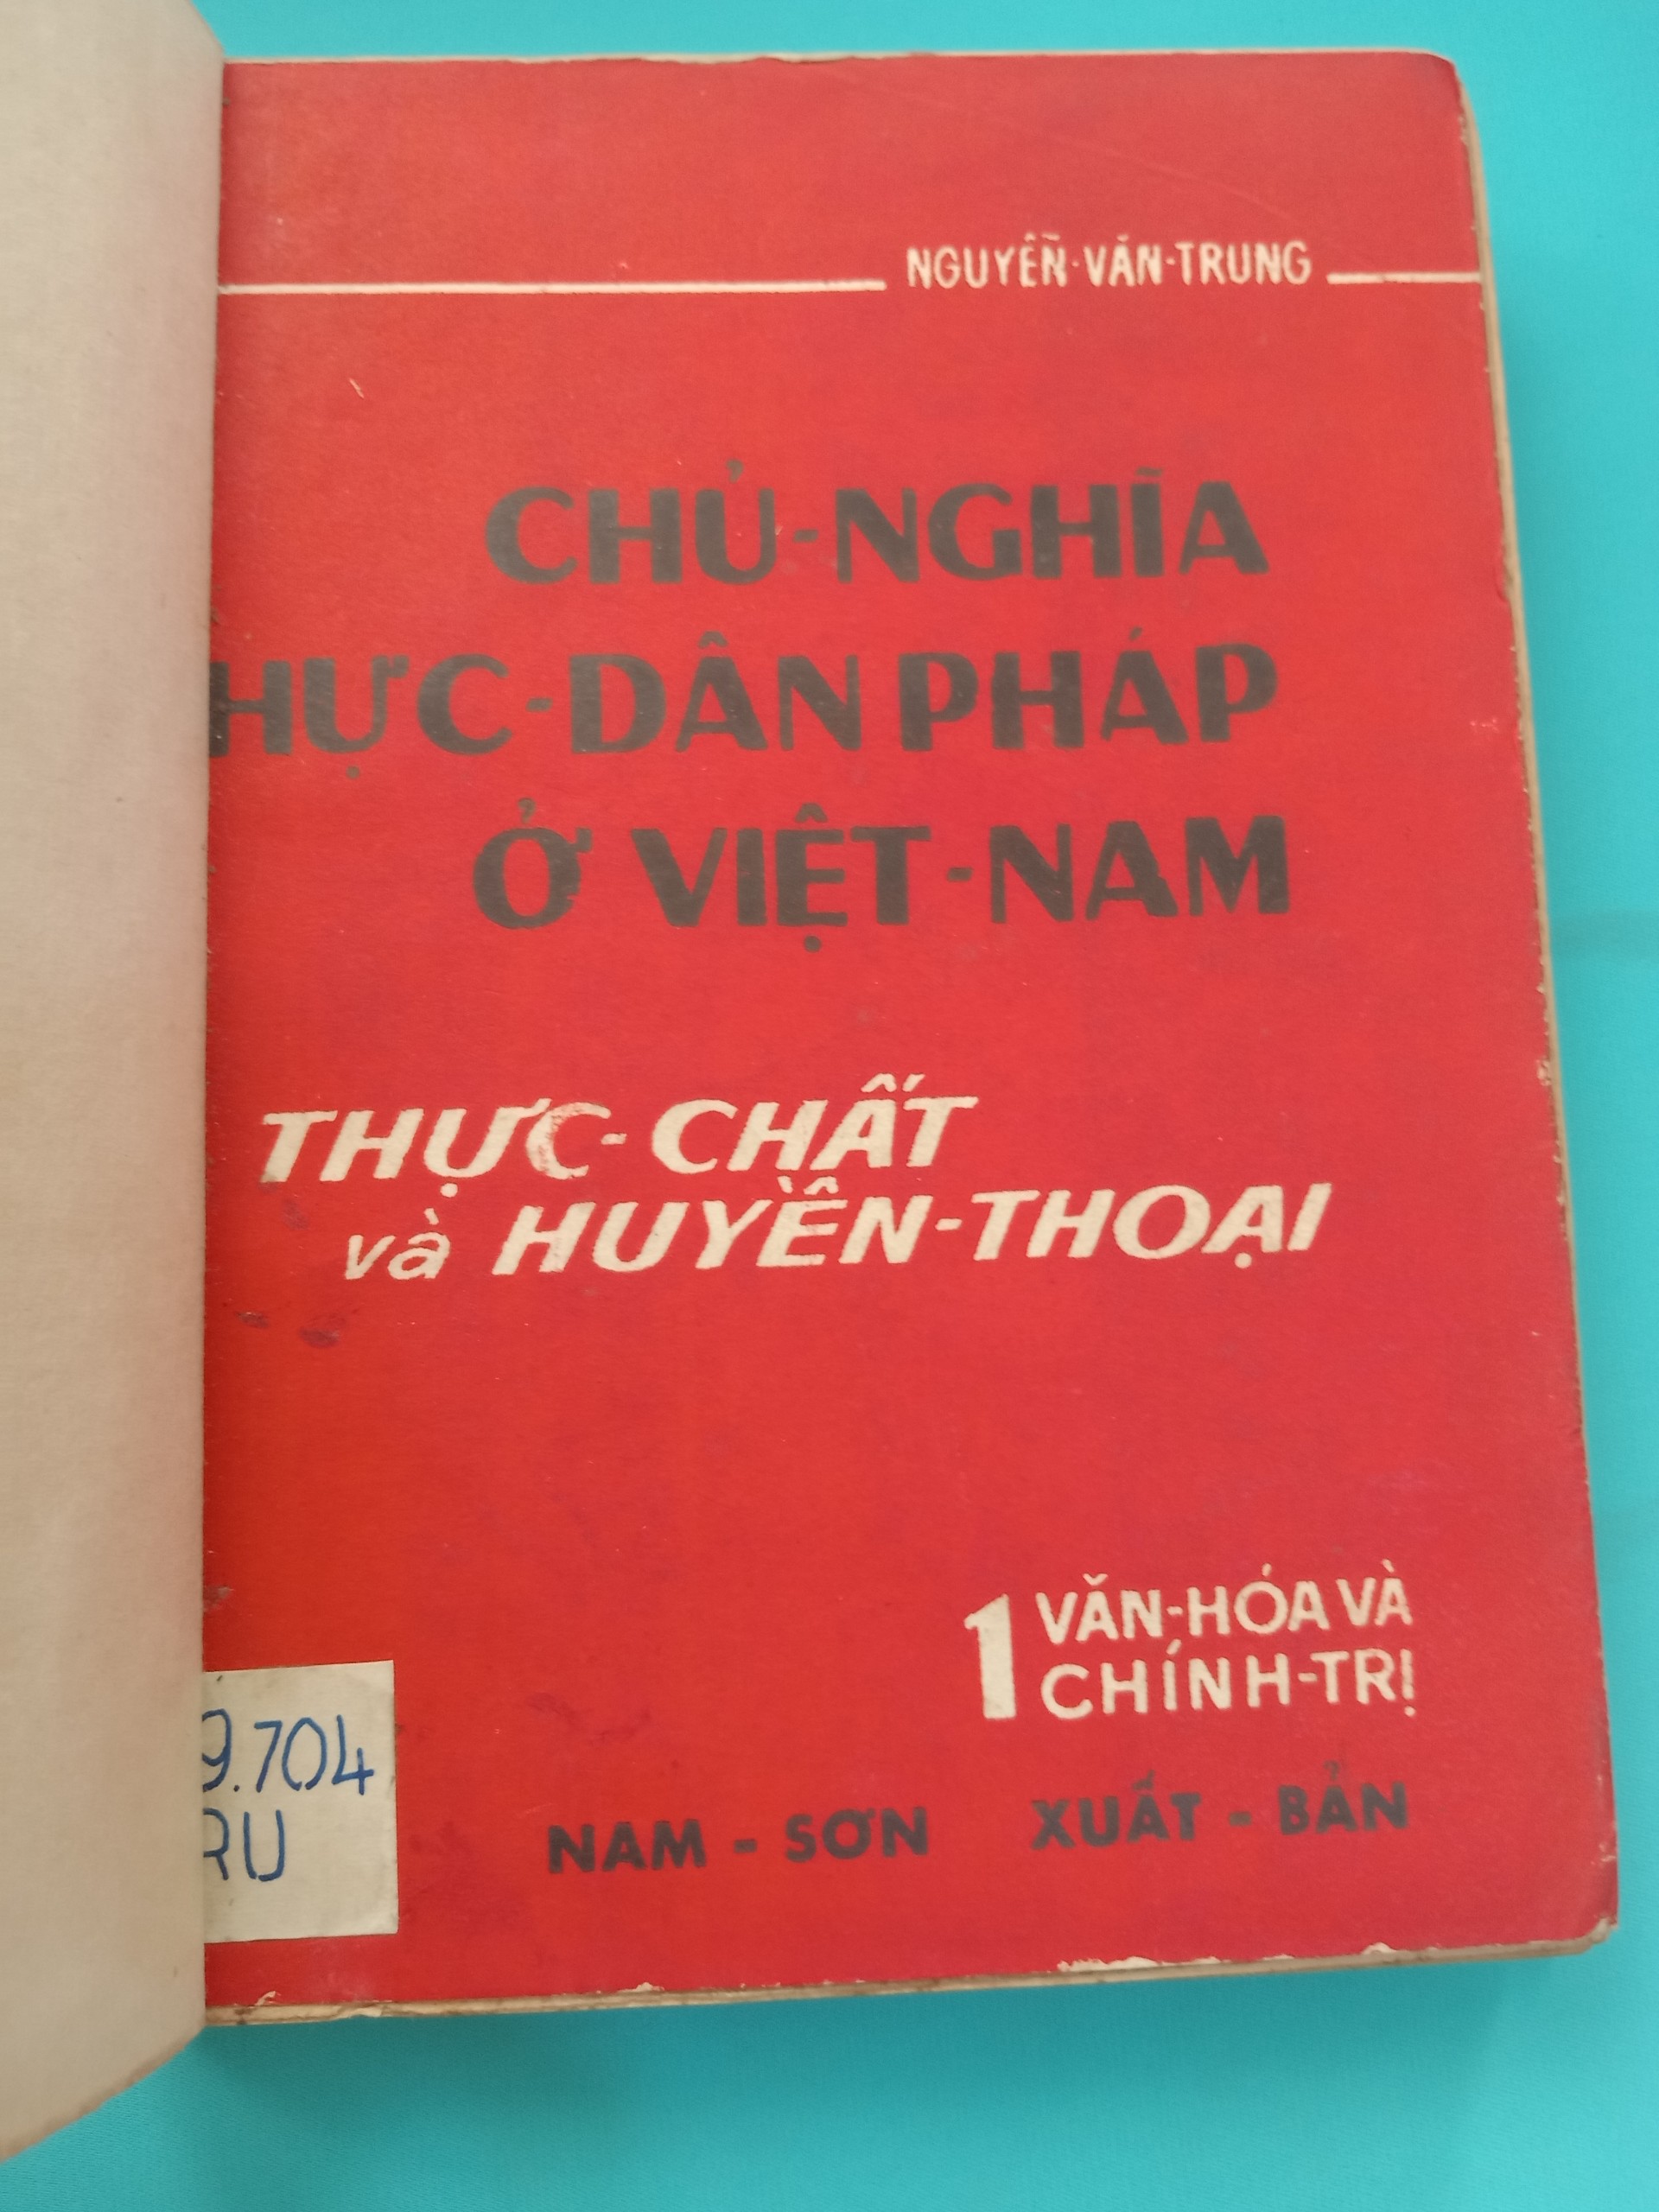 NGUYỄN-VĂN-TRUNG
CHỦ-NGHĨA
HỰC-DÂN PHÁP
Ở VIỆT-NAM
THỰC-CHẤT
và HUYỀN-THOẠI
1 VĂN-HÓA VÀ
CHÍNH-TRỊ
9.704
RU
NAM - SƠN XUẤT - BẢN